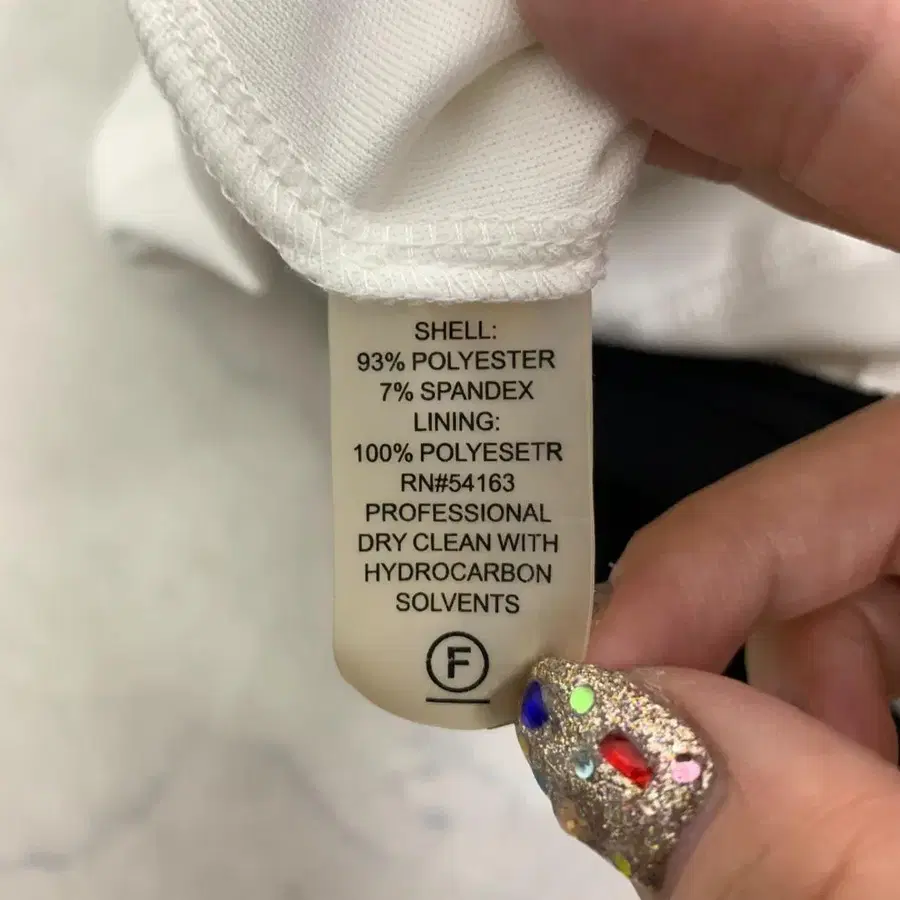 SHELL:
93% POLYESTER
7% SPANDEX
LINING:
100% POLYESETR
RN#54163
PROFESSIONAL
DRY CLEAN WITH
HYDROCARBON
SOLVENTS
F